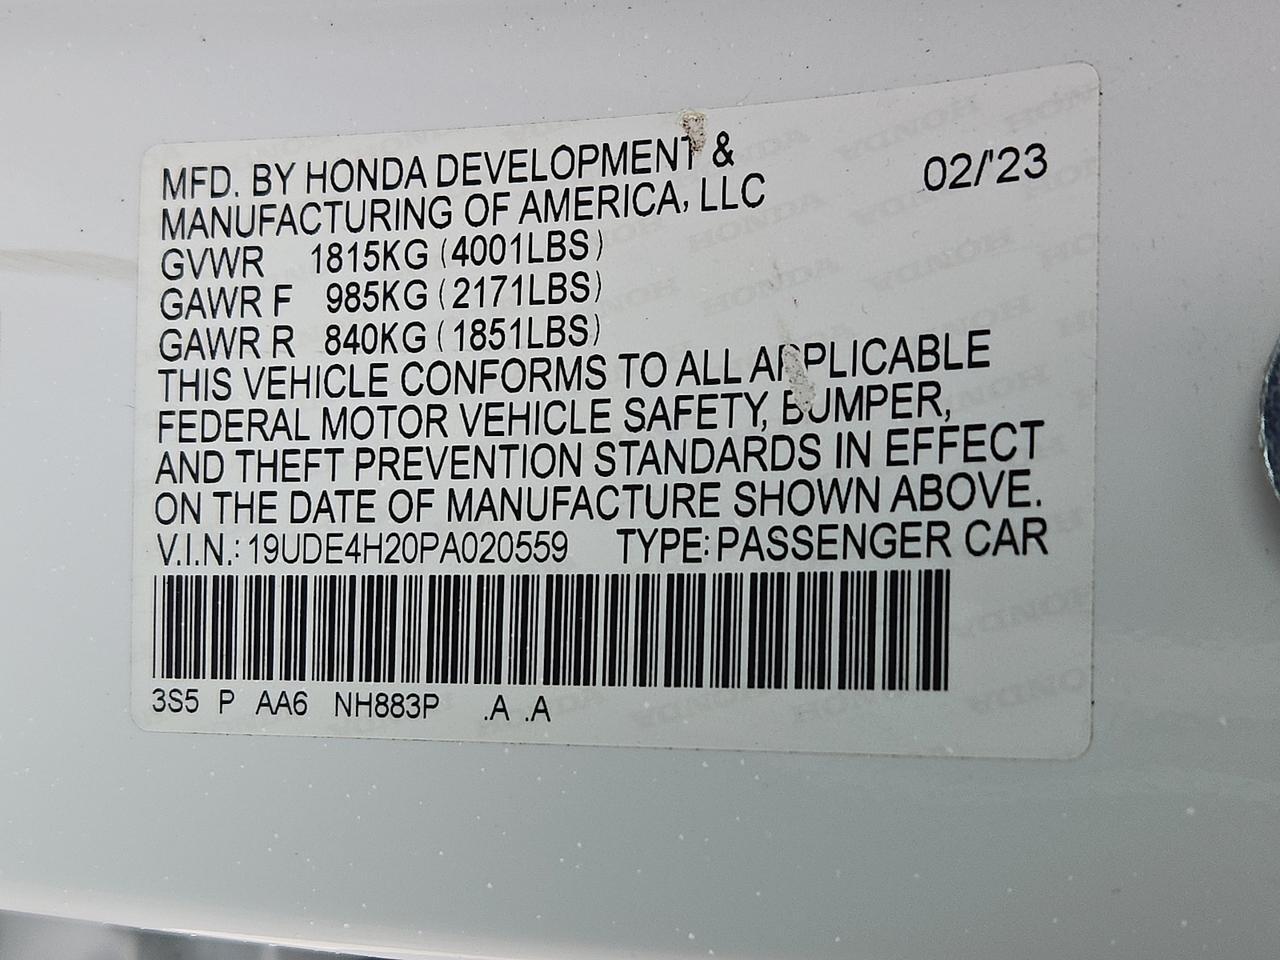 MFD. BY HONDA DEVELOPMENT & 02/'23
MANUFACTURING OF AMERICA, LLC
GVWR 1815KG (4001LBS)
GAWR F 985KG (2171LBS)
GAWR R 840KG (1851LBS)
THIS VEHICLE CONFORMS TO ALL APPLICABLE
FEDERAL MOTOR VEHICLE SAFETY, BUMPER,
AND THEFT PREVENTION STANDARDS IN EFFECT
ON THE DATE OF MANUFACTURE SHOWN ABOVE.
V.I.N.: 19UDE4H20PA020559 TYPE: PASSENGER CAR
3S5 P AA6 NH883P .A .A